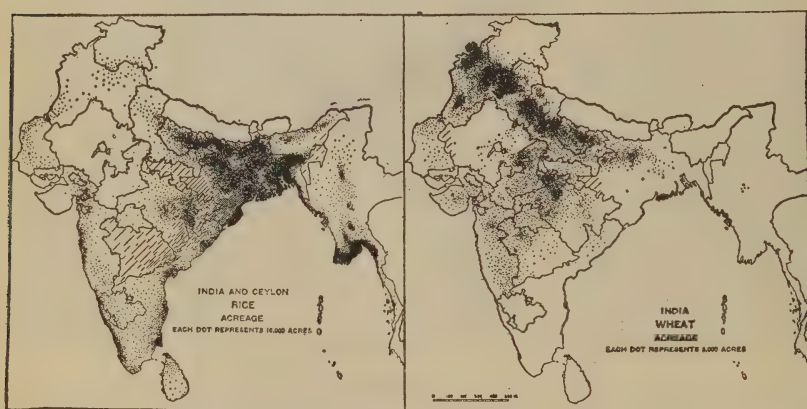 INDIA AND CEYLON
RICE
ACREAGE
EACH DOT REPRESENTS 10,000 ACRES
INDIA
WHEAT
ACREAGE
EACH DOT REPRESENTS 5,000 ACRES